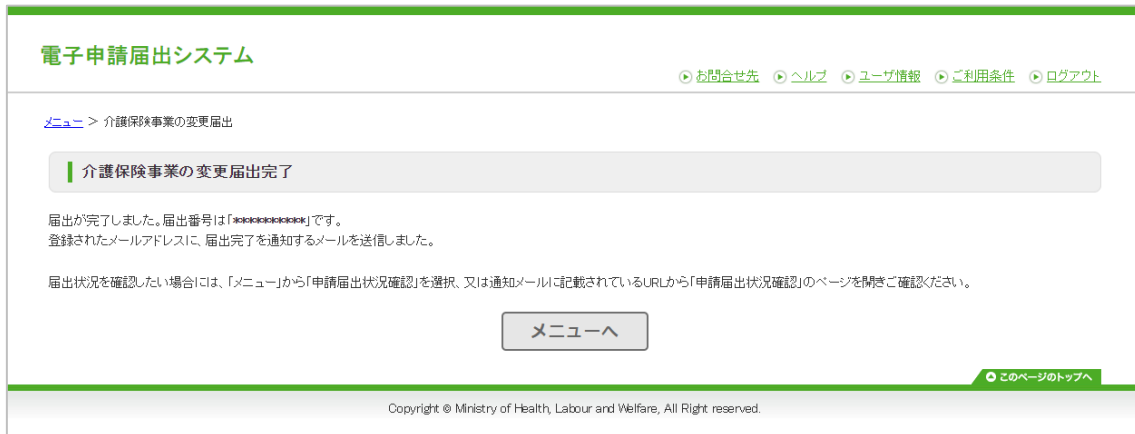 電子申請届出システム
お問合せ先 ヘルプ ユーザ情報 ご利用条件 ログアウト
メニュー > 介護保険事業の変更届出
介護保険事業の変更届出完了
届出が完了しました。届出番号は「**********」です。
登録されたメールアドレスに、届出完了を通知するメールを送信しました。
届出状況を確認したい場合には、「メニュー」から「申請届出状況確認」を選択、又は通知メールに記載されているURLから「申請届出状況確認」のページを開きご確認ください。
メニューへ
このページのトップへ
Copyright © Ministry of Health, Labour and Welfare, All Right reserved.